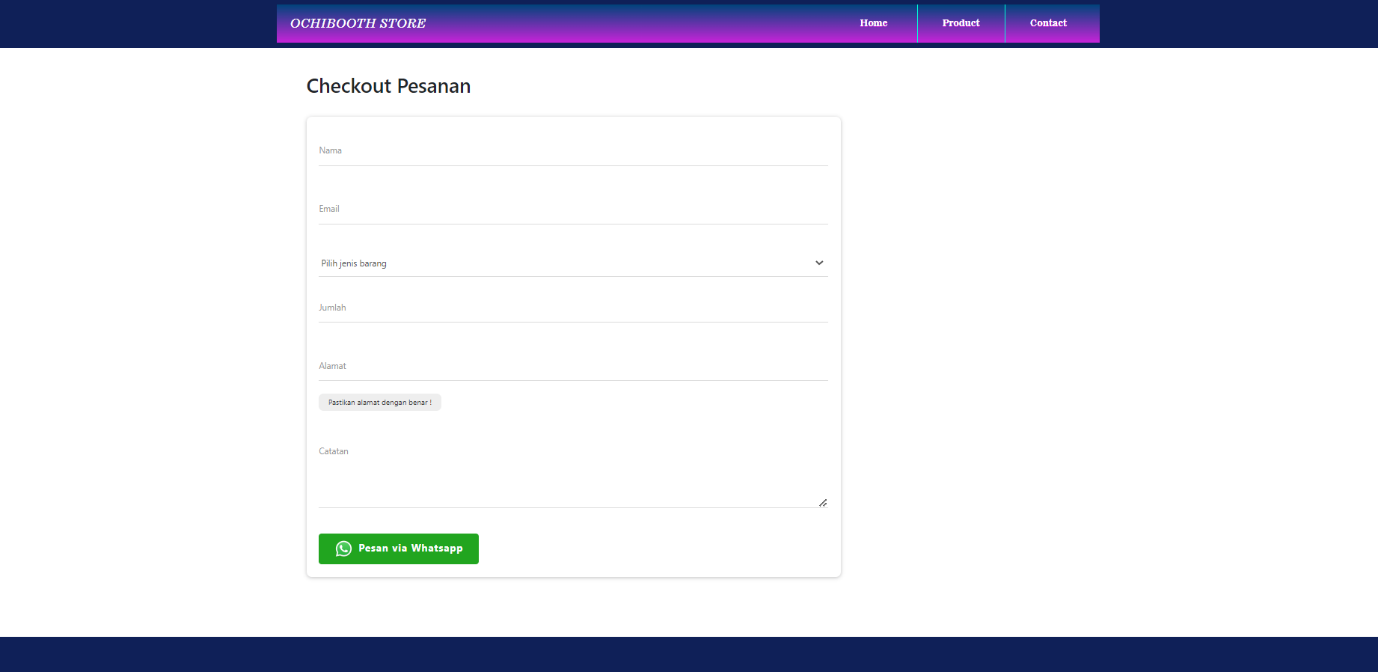 OCHIBOOTH STORE Home Product Contact
Checkout Pesanan
Nama
Email
Pilih jenis barang
Jumlah
Alamat
Pastikan alamat dengan benar !
Catatan
Pesan via Whatsapp